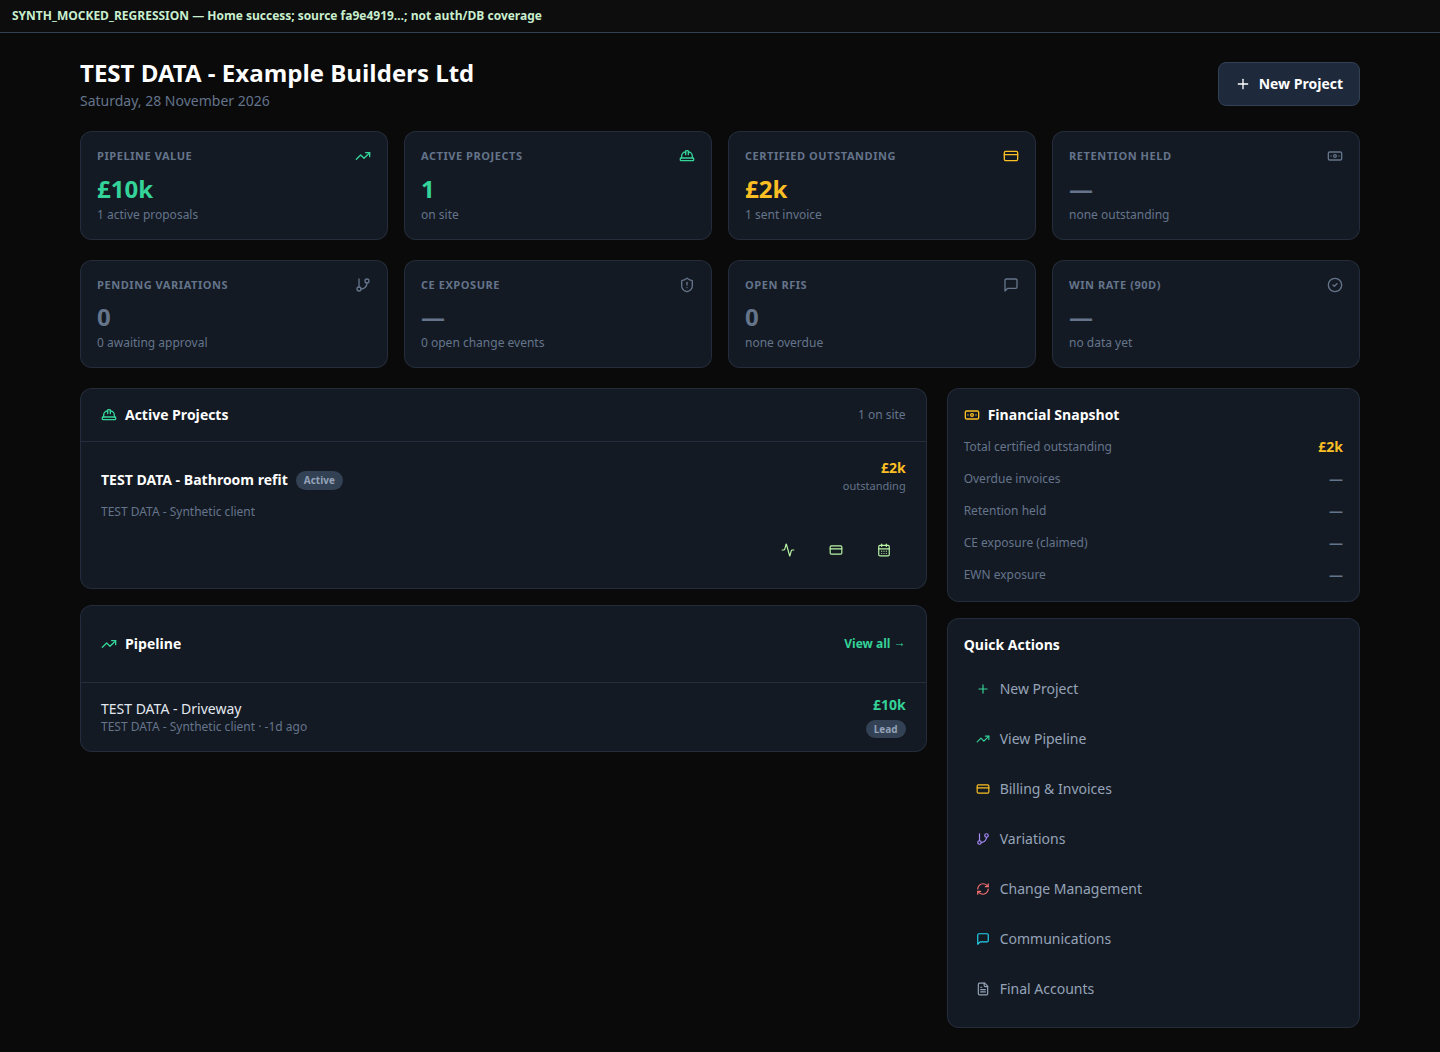 SYNTH_MOCKED_REGRESSION — Home success; source fa9e4919...; not auth/DB coverage
TEST DATA - Example Builders Ltd
Saturday, 28 November 2026
New Project
PIPELINE VALUE
£10k
1 active proposals
ACTIVE PROJECTS
1
on site
CERTIFIED OUTSTANDING
£2k
1 sent invoice
RETENTION HELD
—
none outstanding
PENDING VARIATIONS
0
0 awaiting approval
CE EXPOSURE
—
0 open change events
OPEN RFIS
0
none overdue
WIN RATE (90D)
—
no data yet
Active Projects
1 on site
TEST DATA - Bathroom refit
Active
£2k
outstanding
TEST DATA - Synthetic client
Pipeline
View all →
TEST DATA - Driveway
£10k
TEST DATA - Synthetic client · -1d ago
Lead
Financial Snapshot
Total certified outstanding £2k
Overdue invoices —
Retention held —
CE exposure (claimed) —
EWN exposure —
Quick Actions
New Project
View Pipeline
Billing & Invoices
Variations
Change Management
Communications
Final Accounts